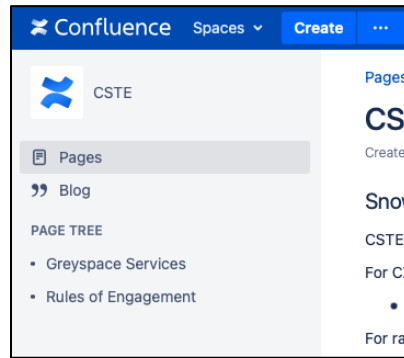 Confluence Spaces Create ...
CSTE
Pages
Blog
PAGE TREE
• Greyspace Services
• Rules of Engagement
Pages
CS
Create
Snow
CSTE
For C
•
For ra